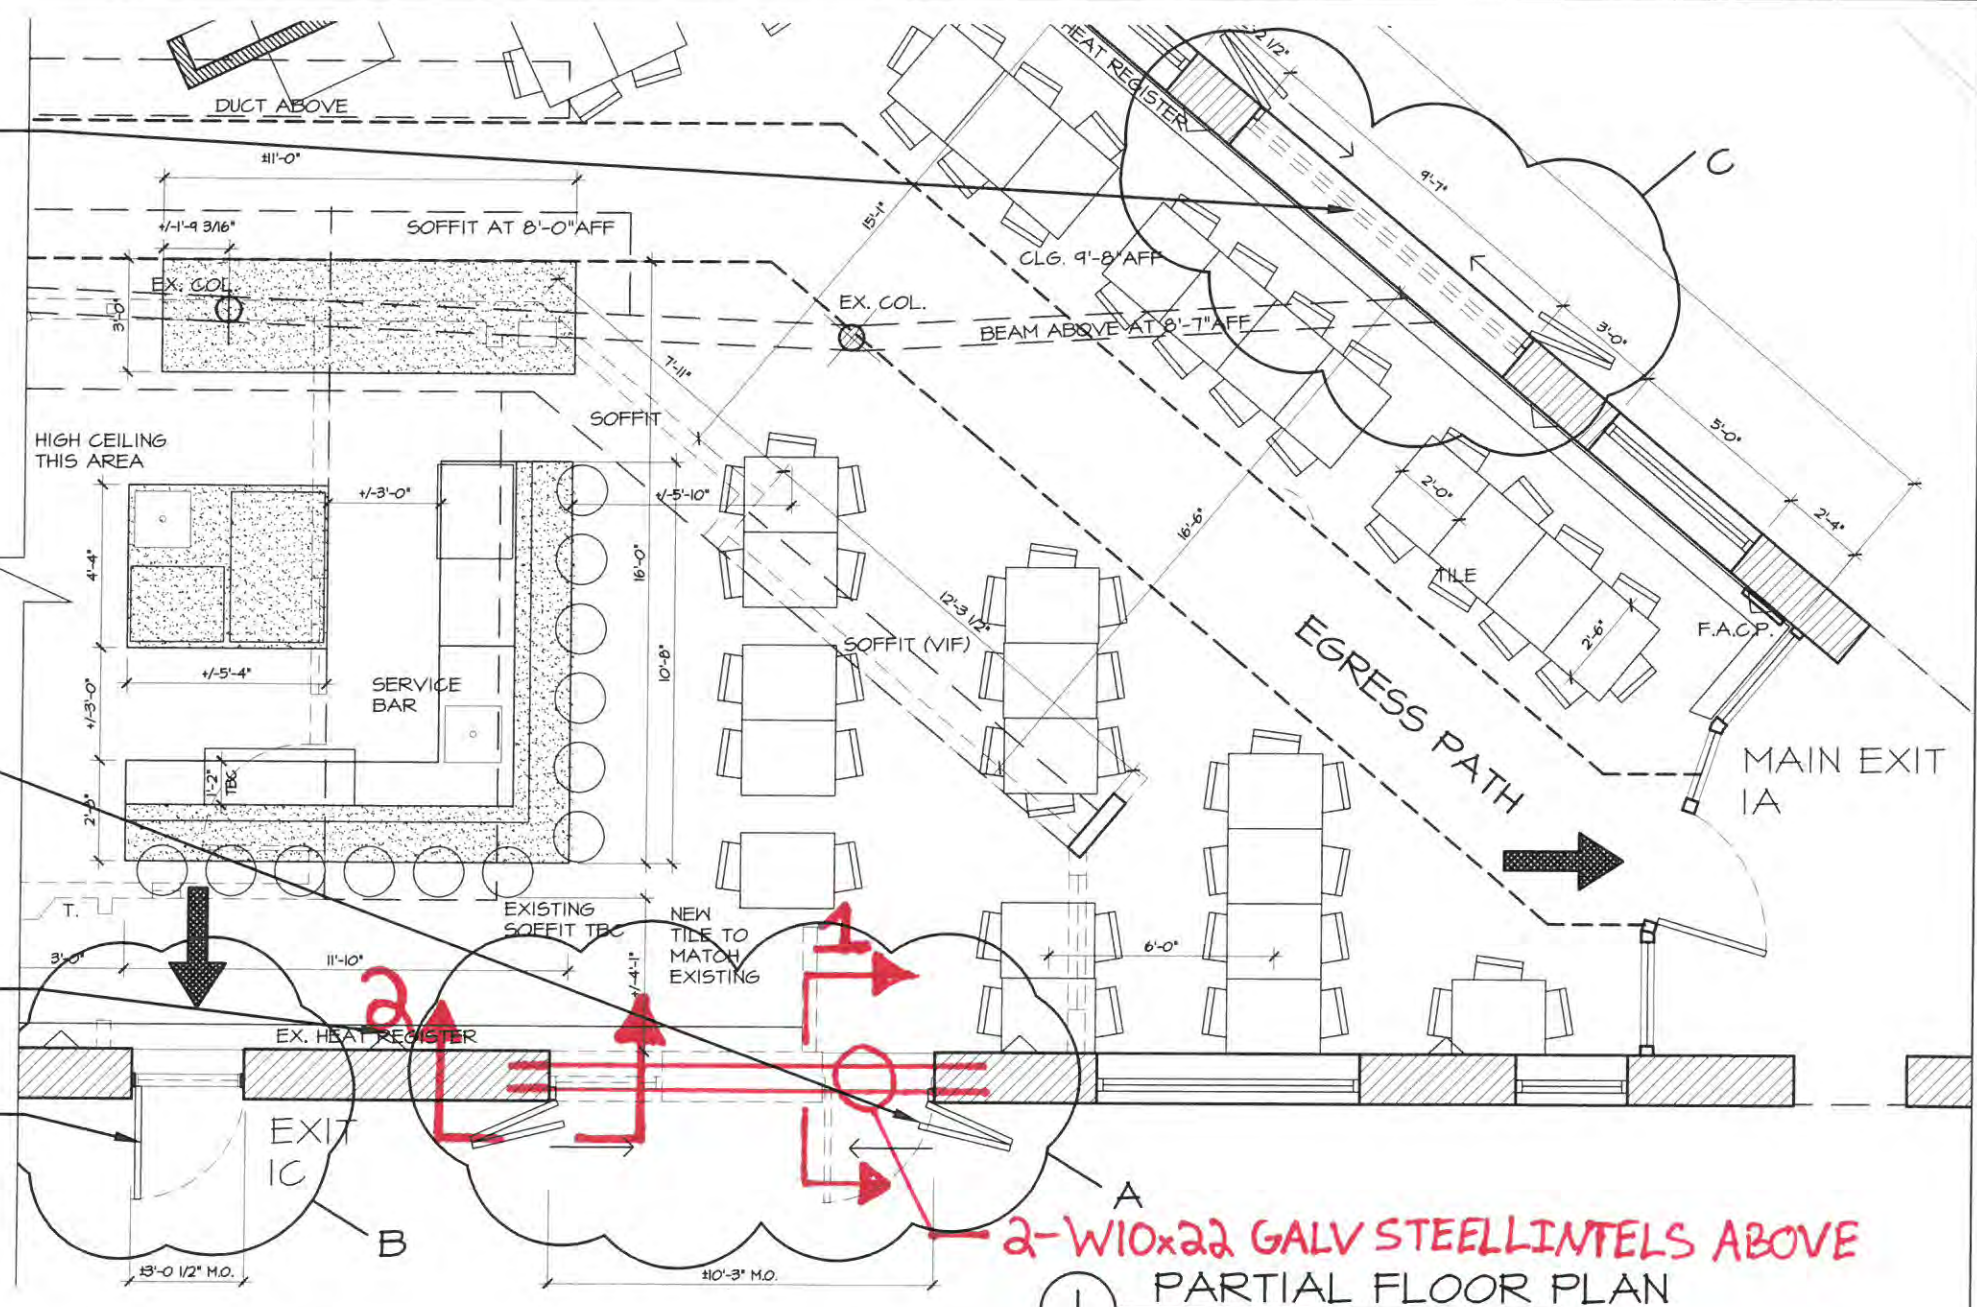 2 1/2"
HEAT REGISTER
DUCT ABOVE
±11'-0"
C
9'-7"
+/-1'-9 3/16"
SOFFIT AT 8'-0"AFF
15'-1"
CLG. 9'-8"AFF
EX. COL.
EX. COL.
3'-0"
BEAM ABOVE AT 8'-7"AFF
3'-0"
7'-11"
SOFFIT
HIGH CEILING
THIS AREA
5'-0"
+/-3'-0"
+/-5'-10"
2'-0"
2'-4"
16'-6"
4'-4"
16'-0"
TILE
12'-3 1/2"
2'-6"
F.A.C.P.
SOFFIT (VIF)
EGRESS PATH
10'-8"
+/-5'-4"
SERVICE
BAR
+/-3'-0"
MAIN EXIT
1A
1'-2"
TBC
T.
EXISTING
SOFFIT TBC
NEW
TILE TO
MATCH
EXISTING
1
6'-0"
3'-0"
11'-10"
+/-4'-1"
2
EX. HEAT REGISTER
EXIT
1C
A
B
2-W10x22 GALV STEEL LINTELS ABOVE
±3'-0 1/2" M.O.
±10'-3" M.O.
1
PARTIAL FLOOR PLAN